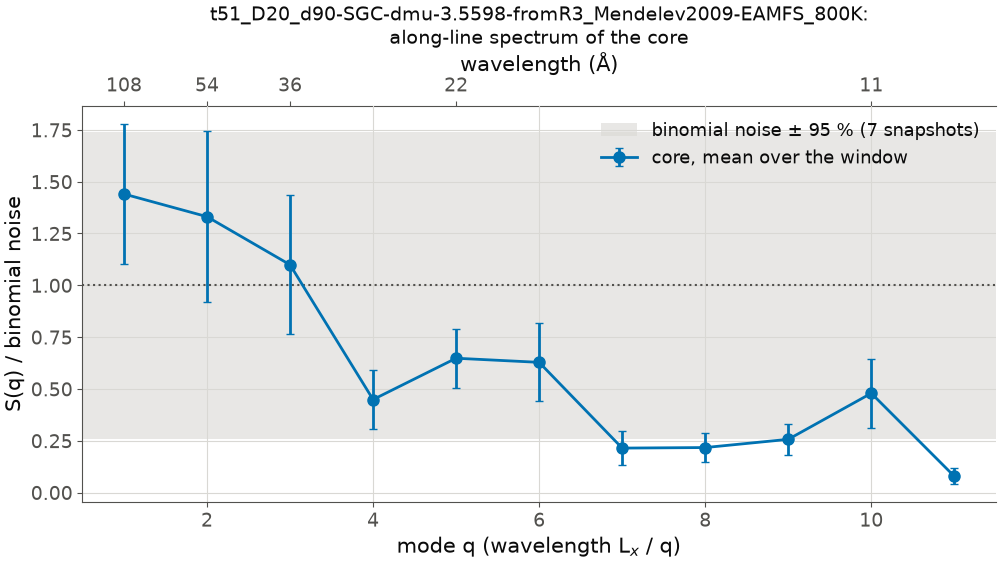 t51_D20_d90-SGC-dmu-3.5598-fromR3_Mendelev2009-EAMFS_800K:
along-line spectrum of the core
wavelength (Å)
108 54 36 22 11
binomial noise ± 95 % (7 snapshots)
core, mean over the window
S(q) / binomial noise
1.75
1.50
1.25
1.00
0.75
0.50
0.25
0.00
2 4 6 8 10
mode q (wavelength Lₓ / q)